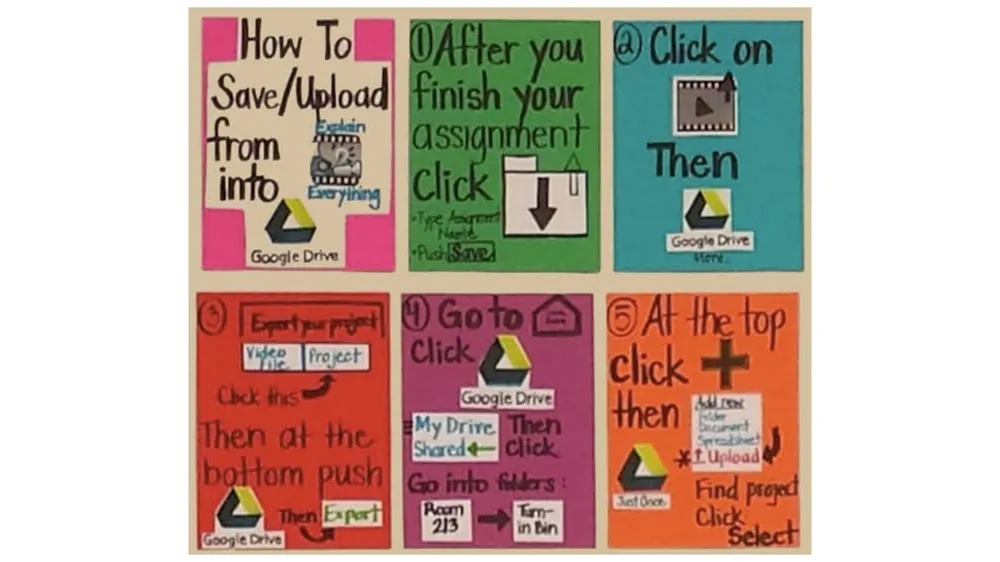 How To
Save/Upload
from
Explain
Everything
into
Google Drive
① After you
finish your
assignment
Click
• Type Assignment
Name
• Push Save
② Click on
Then
Google Drive
More
③ Export your project
Video File Project
Click this
Then at the
bottom push
Google Drive
Then Export
④ Go to
Click
Google Drive
My Drive
Shared
Then
Click
Go into folders:
Room
213
Turn-
in Bin
⑤ At the top
click +
then
Add new
Folder
Document
Spreadsheet
* ↑ Upload
Just Once
Find project
Click
Select